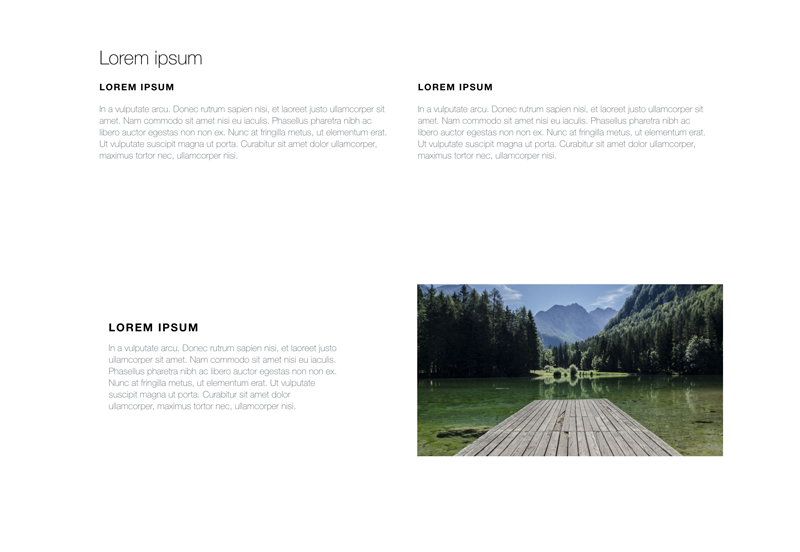 Lorem ipsum
LOREM IPSUM
In a vulputate arcu. Donec rutrum sapien nisi, et laoreet justo ullamcorper sit
amet. Nam commodo sit amet nisi eu iaculis. Phasellus pharetra nibh ac
libero auctor egestas non non ex. Nunc at fringilla metus, ut elementum erat.
Ut vulputate suscipit magna ut porta. Curabitur sit amet dolor ullamcorper,
maximus tortor nec, ullamcorper nisi.
LOREM IPSUM
In a vulputate arcu. Donec rutrum sapien nisi, et laoreet justo ullamcorper sit
amet. Nam commodo sit amet nisi eu iaculis. Phasellus pharetra nibh ac
libero auctor egestas non non ex. Nunc at fringilla metus, ut elementum erat.
Ut vulputate suscipit magna ut porta. Curabitur sit amet dolor ullamcorper,
maximus tortor nec, ullamcorper nisi.
LOREM IPSUM
In a vulputate arcu. Donec rutrum sapien nisi, et laoreet justo
ullamcorper sit amet. Nam commodo sit amet nisi eu iaculis.
Phasellus pharetra nibh ac libero auctor egestas non non ex.
Nunc at fringilla metus, ut elementum erat. Ut vulputate
suscipit magna ut porta. Curabitur sit amet dolor
ullamcorper, maximus tortor nec, ullamcorper nisi.